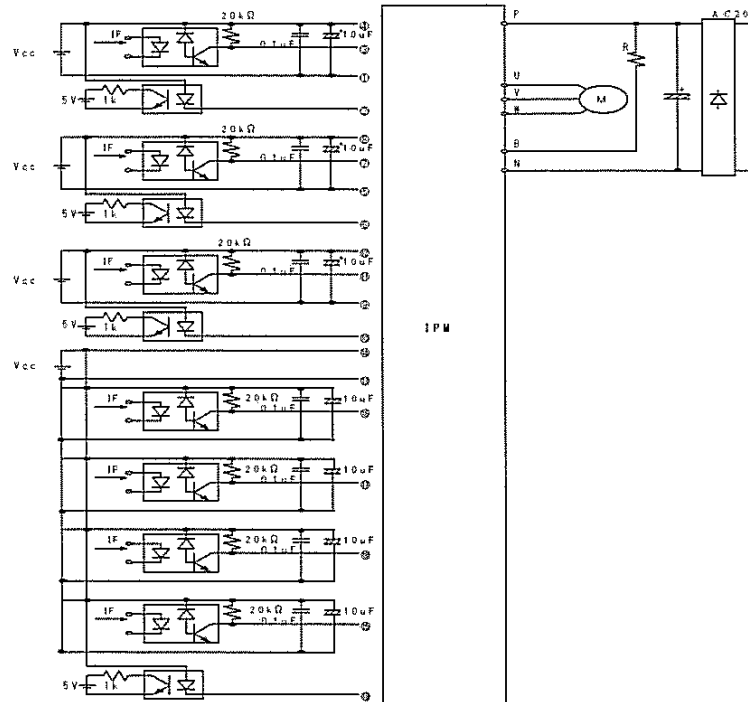 20kΩ
P
AC20
IF
0.1uF
10uF
Vcc
R
5V
1k
U
V
W
M
20kΩ
IF
0.1uF
10uF
Vcc
B
N
5V
1k
20kΩ
IF
0.1uF
10uF
Vcc
5V
1k
IPM
Vcc
IF
20kΩ
0.1uF
10uF
IF
20kΩ
0.1uF
10uF
IF
20kΩ
0.1uF
10uF
IF
20kΩ
0.1uF
10uF
5V
1k